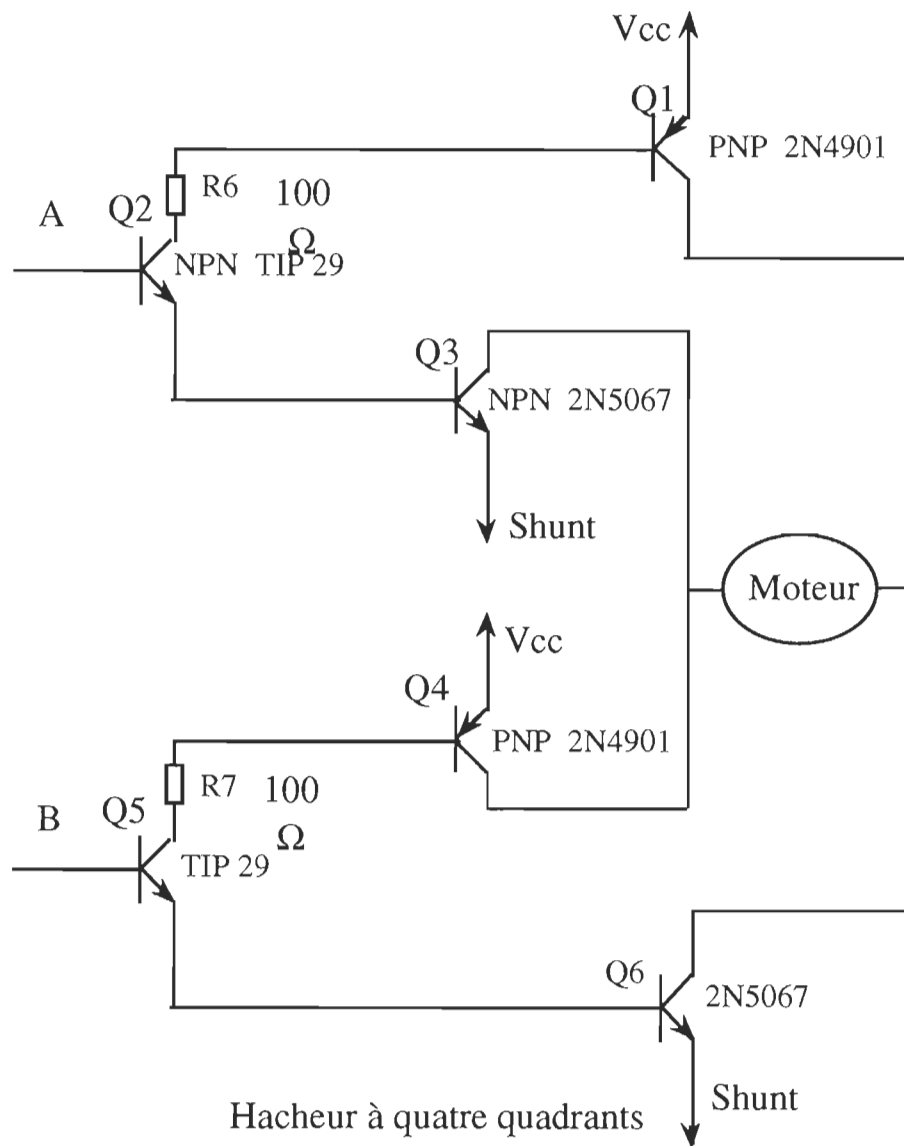 Vcc
Q1
PNP 2N4901
R6 100
Ω
A
Q2
NPN TIP 29
Q3
NPN 2N5067
Shunt
Moteur
Vcc
Q4
PNP 2N4901
R7 100
Ω
B
Q5
TIP 29
Q6
2N5067
Shunt
Hacheur à quatre quadrants